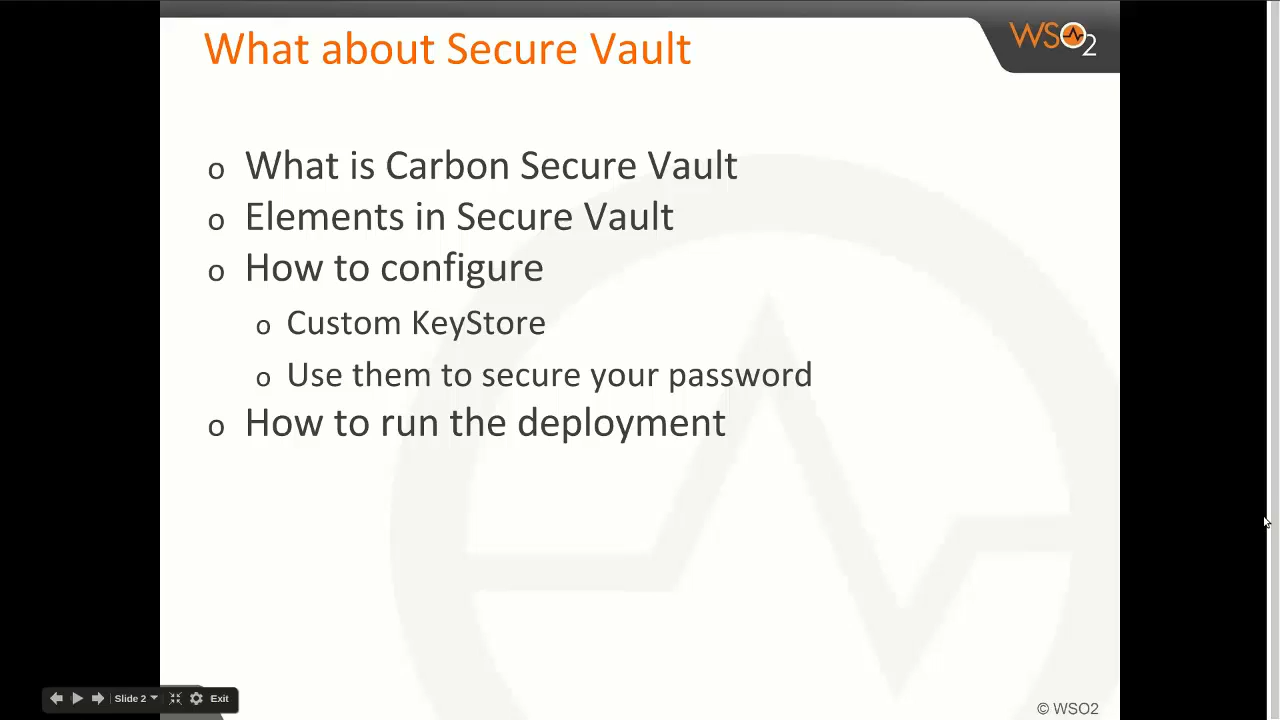 What about Secure Vault
WSO2
o What is Carbon Secure Vault
o Elements in Secure Vault
o How to configure
o Custom KeyStore
o Use them to secure your password
o How to run the deployment
Slide 2
Exit
© WSO2